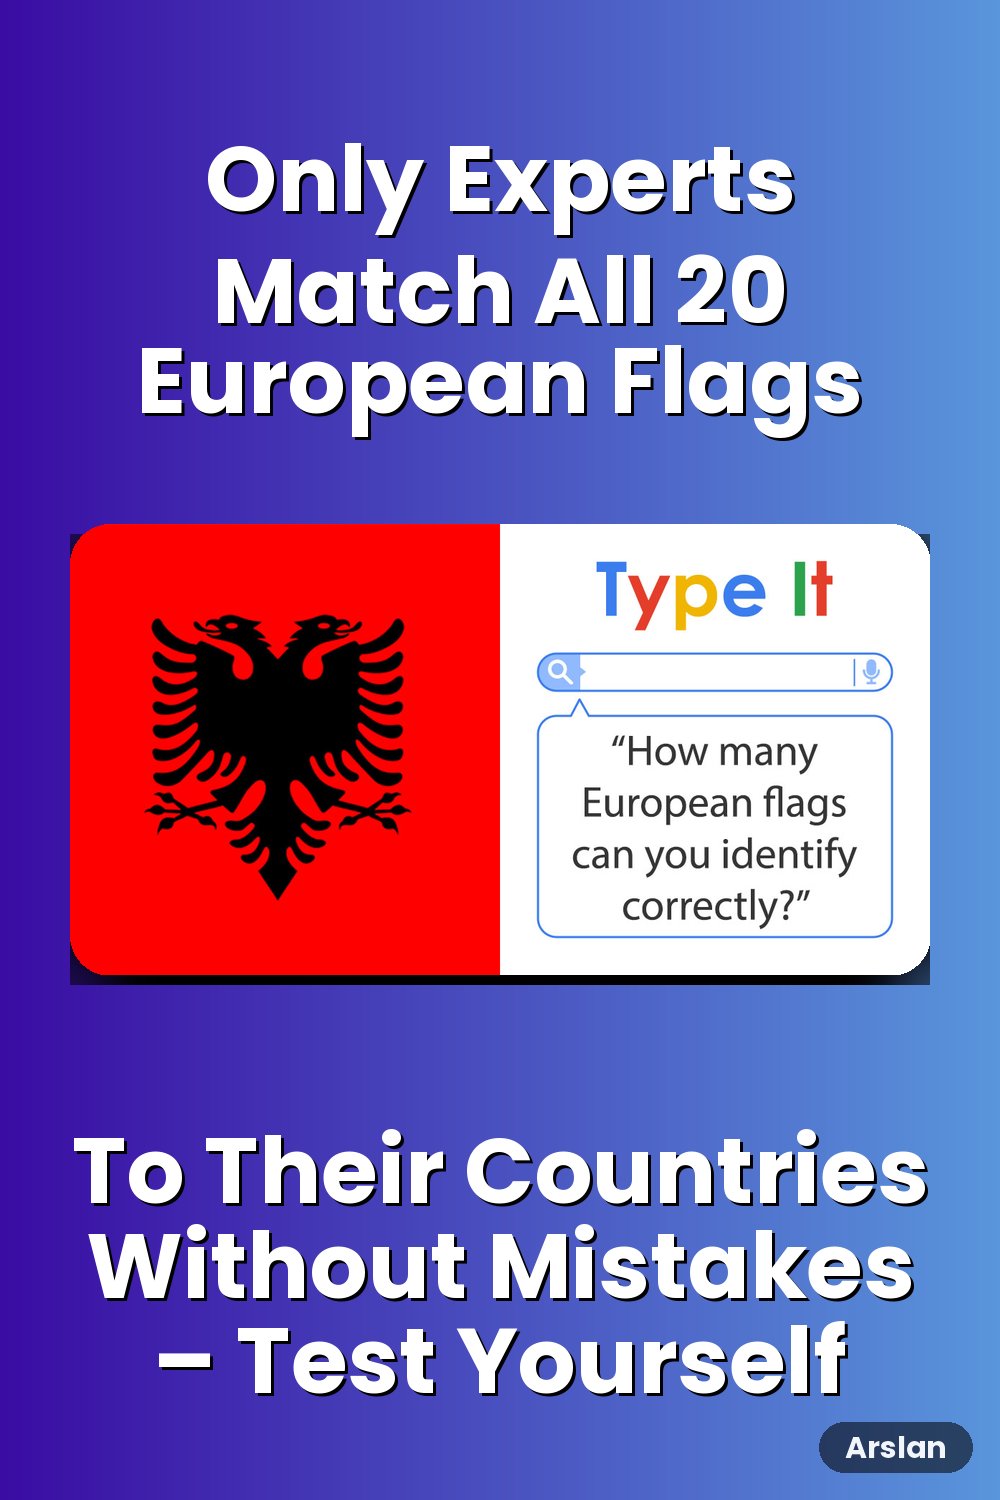 Only Experts
Match All 20
European Flags
Type It
“How many
European flags
can you identify
correctly?”
To Their Countries
Without Mistakes
– Test Yourself
Arslan